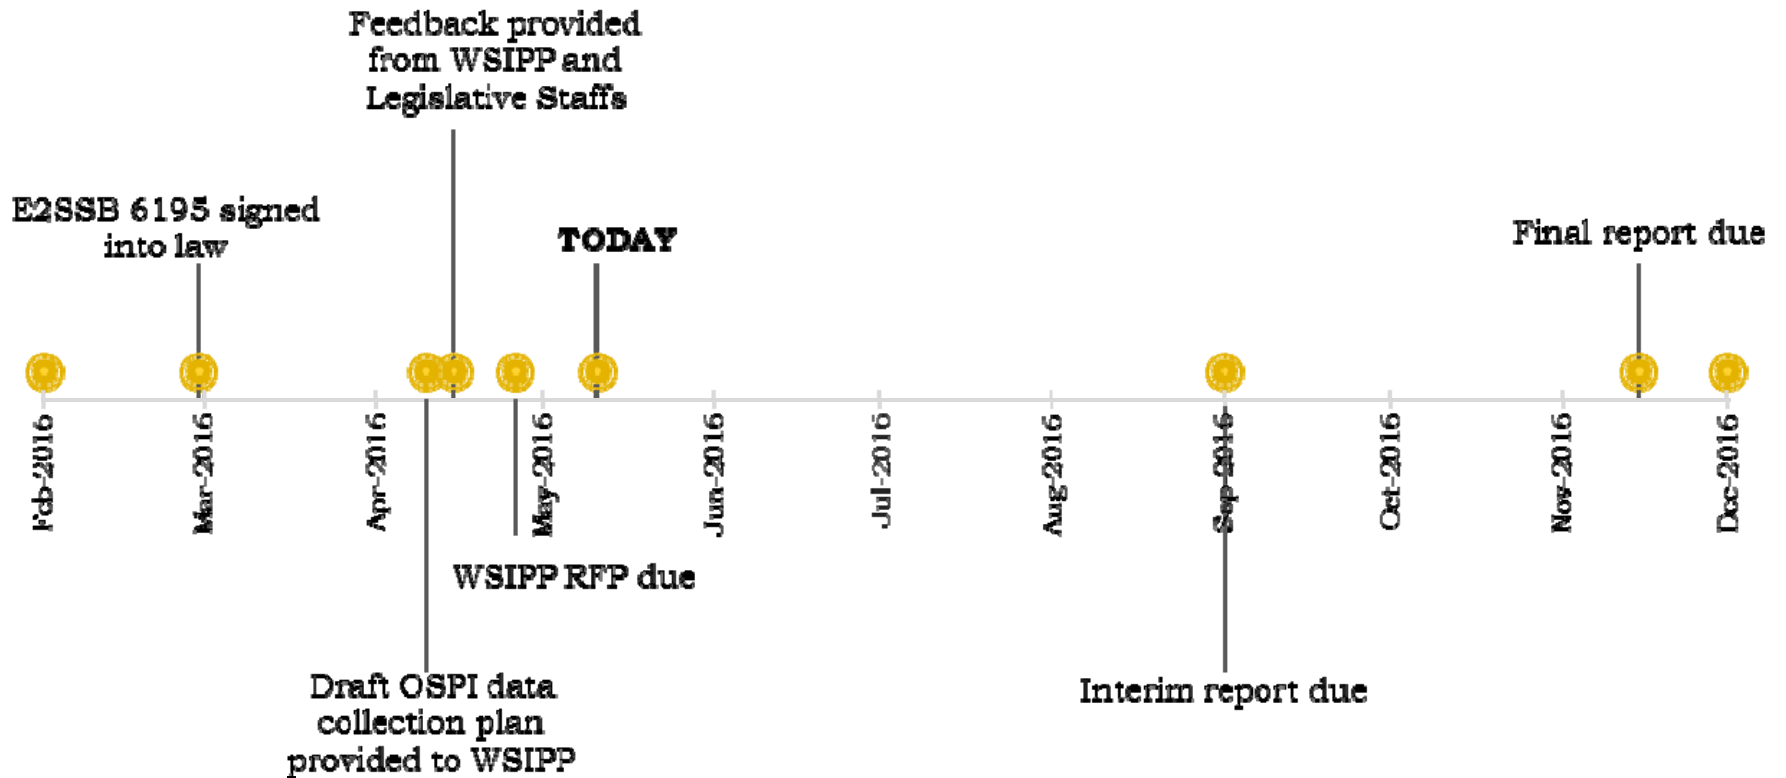 Feedback provided
from WSIPP and
Legislative Staffs
E2SSB 6195 signed
into law
TODAY
Final report due
Feb-2016
Mar-2016
Apr-2016
May-2016
Jun-2016
Jul-2016
Aug-2016
Sep-2016
Oct-2016
Nov-2016
Dec-2016
WSIPP RFP due
Draft OSPI data
collection plan
provided to WSIPP
Interim report due